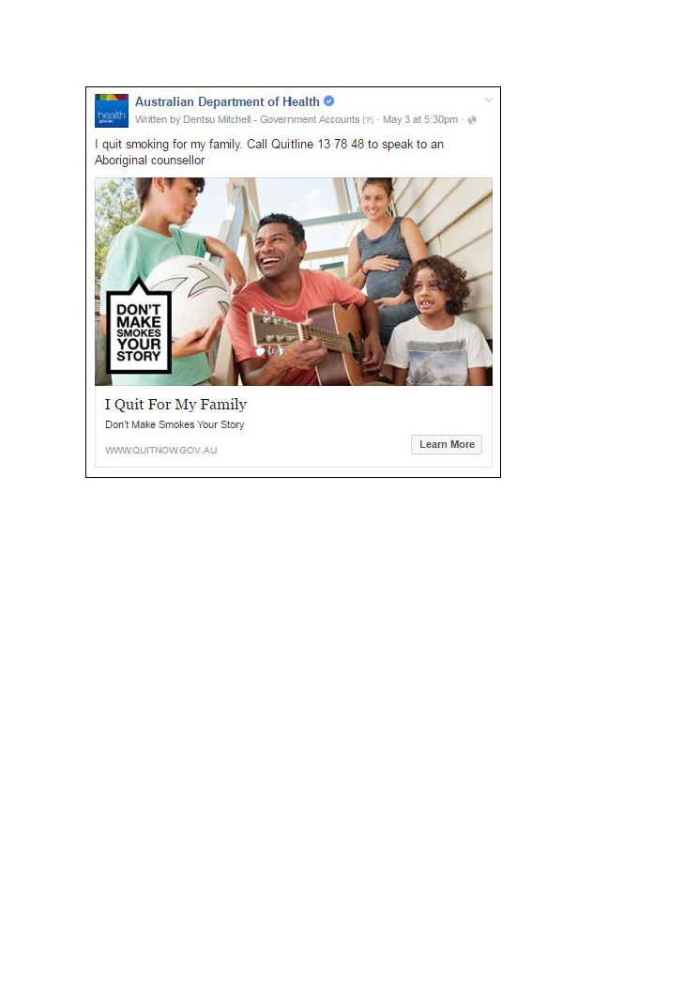 Australian Department of Health
health
.gov.au
Written by Dentsu Mitchell - Government Accounts [?] · May 3 at 5:30pm ·
I quit smoking for my family. Call Quitline 13 78 48 to speak to an
Aboriginal counsellor
DON'T
MAKE
SMOKES
YOUR
STORY
I Quit For My Family
Don't Make Smokes Your Story
WWW.QUITNOW.GOV.AU
Learn More